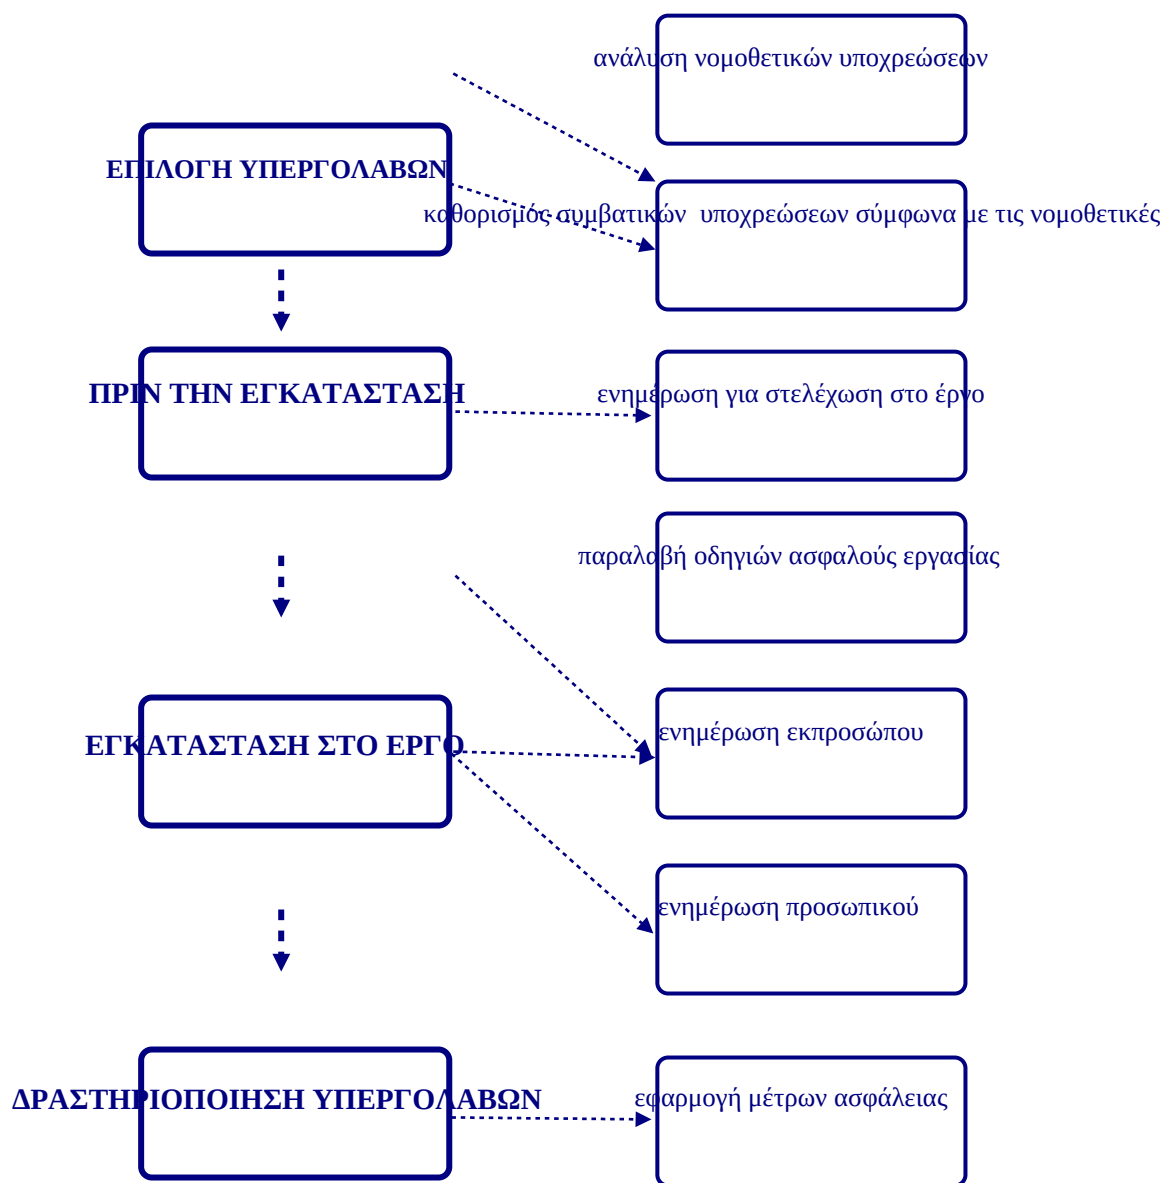 ανάλυση νομοθετικών υποχρεώσεων
ΕΠΙΛΟΓΗ ΥΠΕΡΓΟΛΑΒΩΝ
καθορισμός συμβατικών υποχρεώσεων σύμφωνα με τις νομοθετικές
ΠΡΙΝ ΤΗΝ ΕΓΚΑΤΑΣΤΑΣΗ
ενημέρωση για στελέχωση στο έργο
παραλαβή οδηγιών ασφαλούς εργασίας
ΕΓΚΑΤΑΣΤΑΣΗ ΣΤΟ ΕΡΓΟ
ενημέρωση εκπροσώπου
ενημέρωση προσωπικού
ΔΡΑΣΤΗΡΙΟΠΟΙΗΣΗ ΥΠΕΡΓΟΛΑΒΩΝ
εφαρμογή μέτρων ασφάλειας